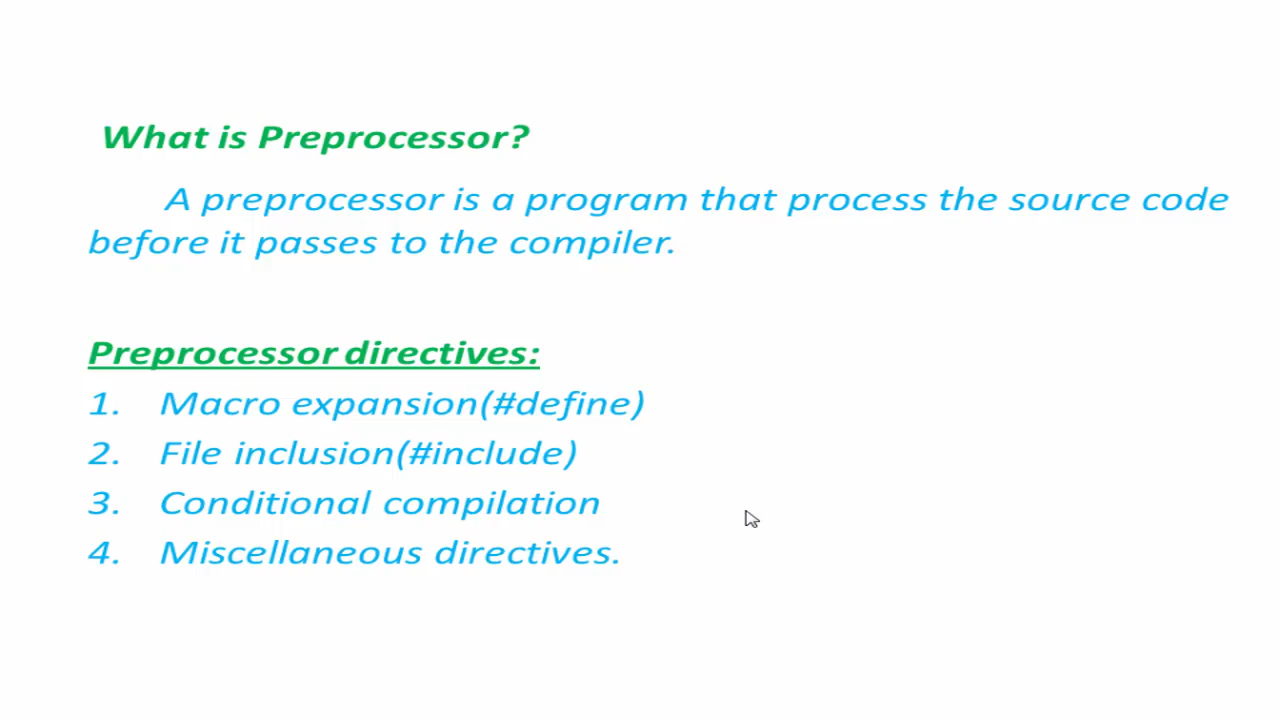 What is Preprocessor?
A preprocessor is a program that process the source code
before it passes to the compiler.
Preprocessor directives:
1. Macro expansion(#define)
2. File inclusion(#include)
3. Conditional compilation
4. Miscellaneous directives.